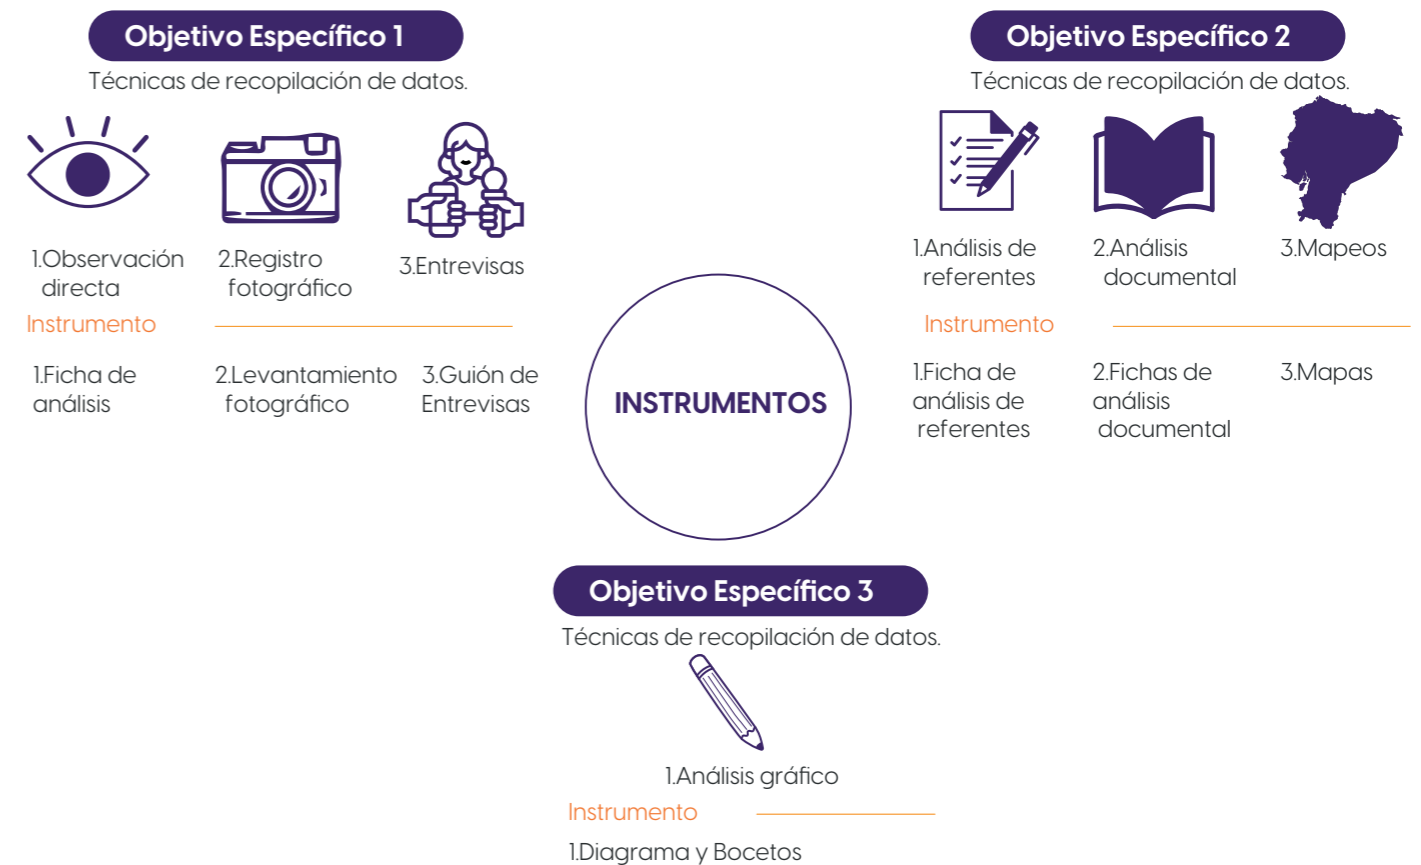 Objetivo Específico 1
Técnicas de recopilación de datos.
1.Observación
directa
2.Registro
fotográfico
3.Entrevisas
Instrumento
1.Ficha de
análisis
2.Levantamiento
fotográfico
3.Guión de
Entrevisas
Objetivo Específico 2
Técnicas de recopilación de datos.
1.Análisis de
referentes
2.Análisis
documental
3.Mapeos
Instrumento
1.Ficha de
análisis de
referentes
2.Fichas de
análisis
documental
3.Mapas
INSTRUMENTOS
Objetivo Específico 3
Técnicas de recopilación de datos.
1.Análisis gráfico
Instrumento
1.Diagrama y Bocetos